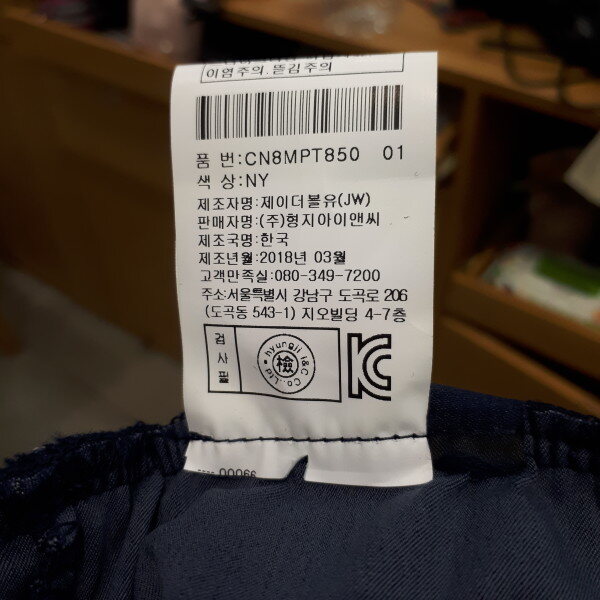 이염주의, 뜯김주의
품 번:CN8MPT850 01
색 상:NY
제조자명:제이더블유(JW)
판매자명:(주)형지아이앤씨
제조국명:한국
제조년월:2018년 03월
고객만족실:080-349-7200
주소:서울특별시 강남구 도곡로 206
(도곡동 543-1) 지오빌딩 4-7층
검사필
hyungji I&C Co.,Ltd
檢
KC
00066